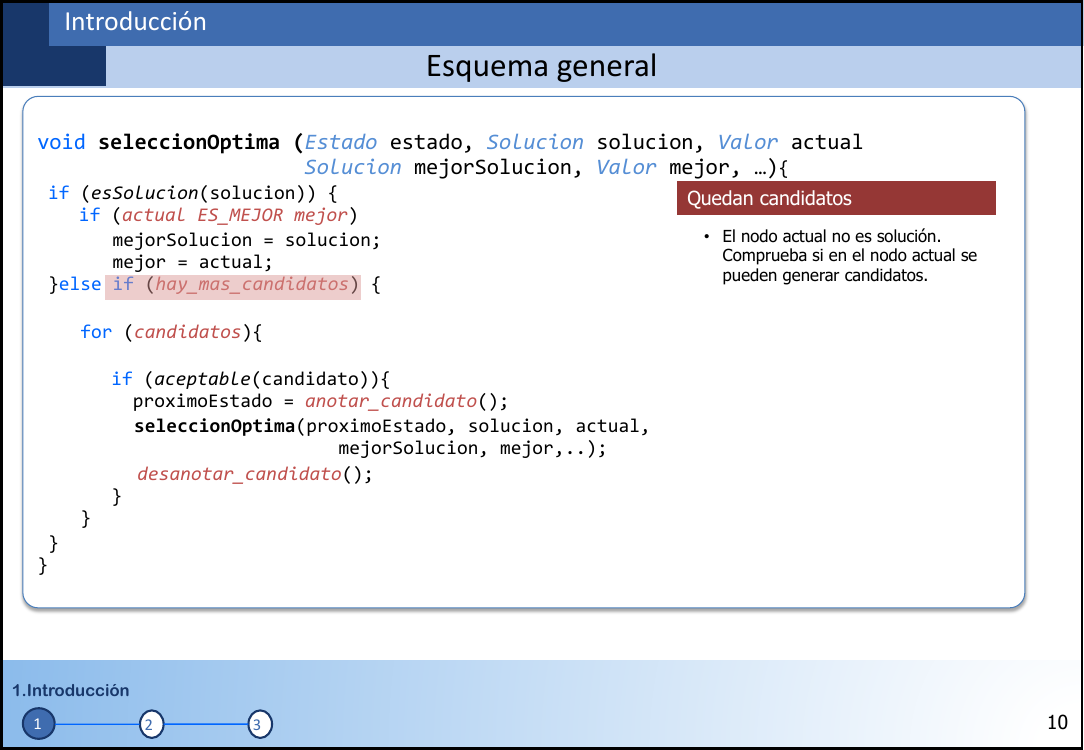 Introducción
Esquema general
void seleccionOptima (Estado estado, Solucion solucion, Valor actual
Solucion mejorSolucion, Valor mejor, …){
if (esSolucion(solucion)) {
if (actual ES_MEJOR mejor)
mejorSolucion = solucion;
mejor = actual;
}else if (hay_mas_candidatos) {
for (candidatos){
if (aceptable(candidato)){
proximoEstado = anotar_candidato();
seleccionOptima(proximoEstado, solucion, actual,
mejorSolucion, mejor,..);
desanotar_candidato();
}
}
}
}
Quedan candidatos
• El nodo actual no es solución.
Comprueba si en el nodo actual se
pueden generar candidatos.
1.Introducción
1 2 3
10